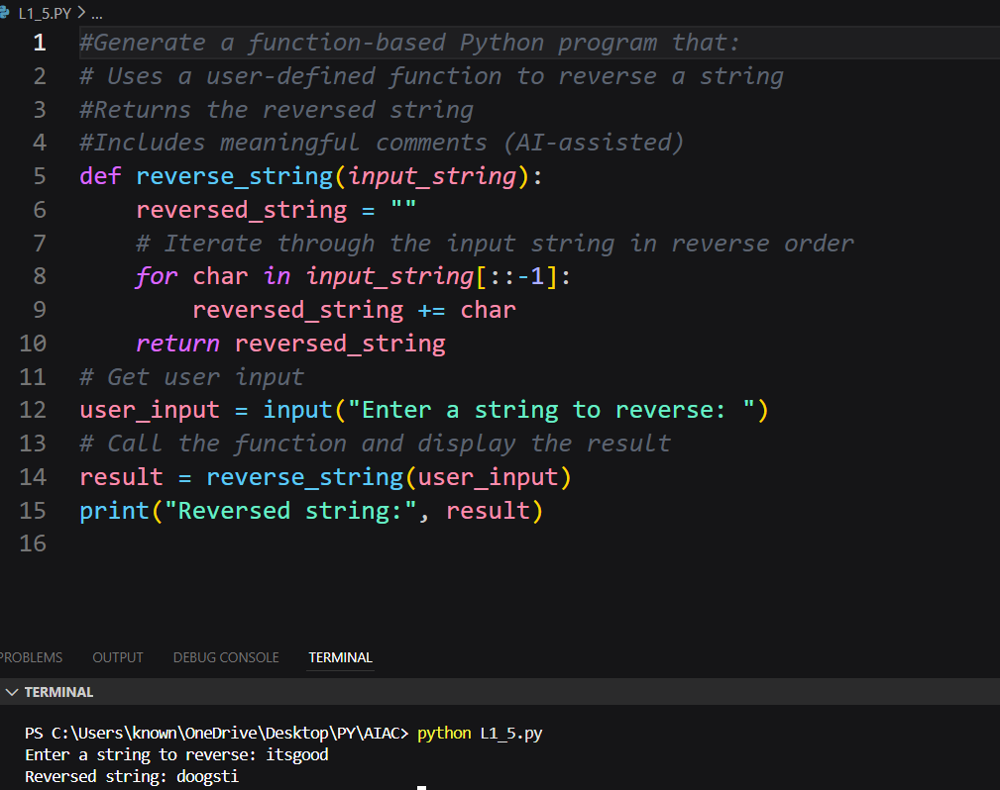 L1_5.PY > ...
1 #Generate a function-based Python program that:
2 # Uses a user-defined function to reverse a string
3 #Returns the reversed string
4 #Includes meaningful comments (AI-assisted)
5 def reverse_string(input_string):
6     reversed_string = ""
7     # Iterate through the input string in reverse order
8     for char in input_string[::-1]:
9         reversed_string += char
10     return reversed_string
11 # Get user input
12 user_input = input("Enter a string to reverse: ")
13 # Call the function and display the result
14 result = reverse_string(user_input)
15 print("Reversed string:", result)
16
PROBLEMS OUTPUT DEBUG CONSOLE TERMINAL
TERMINAL
PS C:\Users\known\OneDrive\Desktop\PY\AIAC> python L1_5.py
Enter a string to reverse: itsgood
Reversed string: doogsti